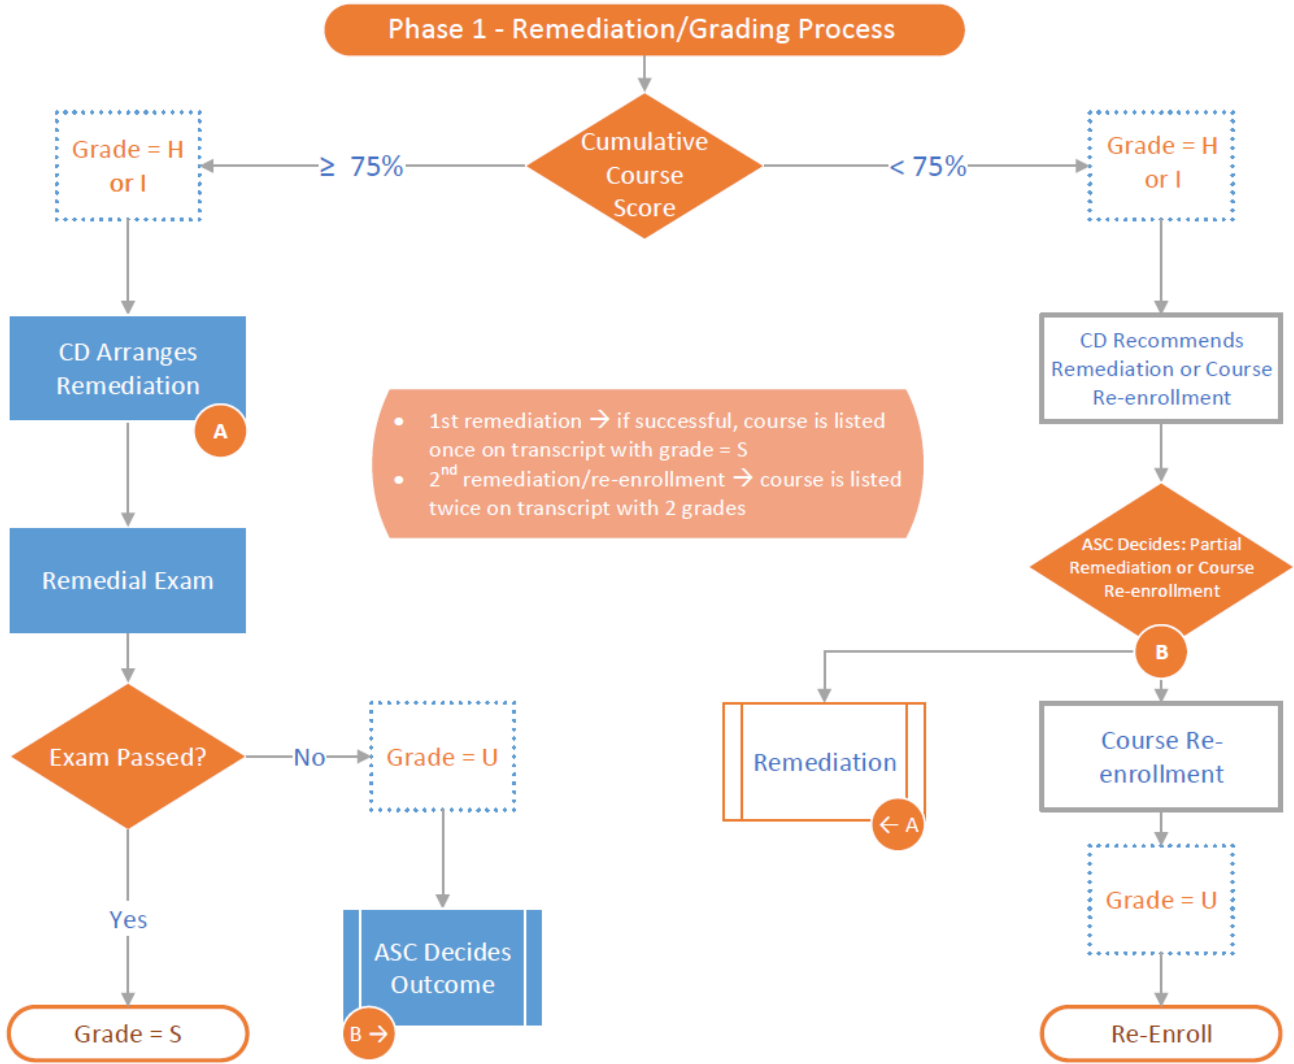 Phase 1 - Remediation/Grading Process
Cumulative
Course
Score
≥ 75%
< 75%
Grade = H
or I
Grade = H
or I
CD Arranges
Remediation
A
CD Recommends
Remediation or Course
Re-enrollment
• 1st remediation → if successful, course is listed
once on transcript with grade = S
• 2nd remediation/re-enrollment → course is listed
twice on transcript with 2 grades
Remedial Exam
ASC Decides: Partial
Remediation or Course
Re-enrollment
B
Exam Passed?
No
Grade = U
Remediation
← A
Course Re-
enrollment
Yes
ASC Decides
Outcome
B →
Grade = U
Grade = S
Re-Enroll